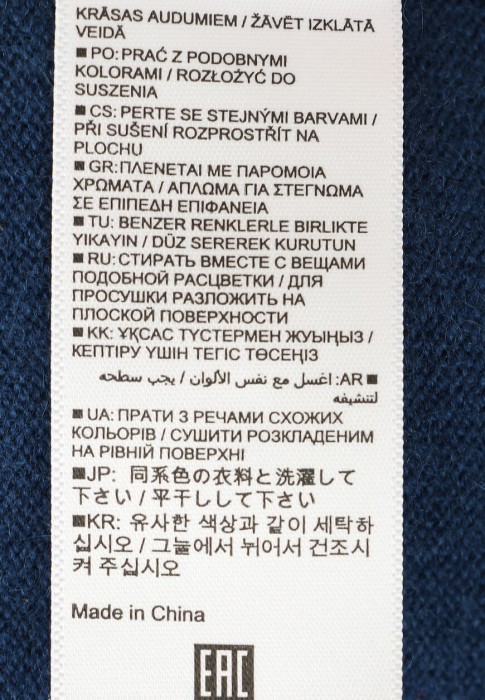 KRĀSAS AUDUMIEM / ŽĀVĒT IZKLĀTĀ
VEIDĀ
■ PO: PRAĆ Z PODOBNYMI
KOLORAMI / ROZŁOŻYĆ DO
SUSZENIA
■ CS: PERTE SE STEJNÝMI BARVAMI /
PŘI SUŠENÍ ROZPROSTŘÍT NA
PLOCHU
■ GR: ΠΛΕΝΕΤΑΙ ΜΕ ΠΑΡΟΜΟΙΑ
ΧΡΩΜΑΤΑ / ΑΠΛΩΜΑ ΓΙΑ ΣΤΕΓΝΩΜΑ
ΣΕ ΕΠΙΠΕΔΗ ΕΠΙΦΑΝΕΙΑ
■ TU: BENZER RENKLERLE BIRLIKTE
YIKAYIN / DÜZ SEREREK KURUTUN
■ RU: СТИРАТЬ ВМЕСТЕ С ВЕЩАМИ
ПОДОБНОЙ РАСЦВЕТКИ / ДЛЯ
ПРОСУШКИ РАЗЛОЖИТЬ НА
ПЛОСКОЙ ПОВЕРХНОСТИ
■ KK: ҰҚСАС ТҮСТЕРМЕН ЖУЫҢЫЗ /
КЕПТІРУ ҮШІН ТЕГІС ТӨСЕҢІЗ
■ AR: اغسل مع نفس الألوان / يجب سطحه
لتنشيفه
■ UA: ПРАТИ З РЕЧАМИ СХОЖИХ
КОЛЬОРІВ / СУШИТИ РОЗКЛАДЕНИМ
НА РІВНІЙ ПОВЕРХНІ
■JP: 同系色の衣料と洗濯して
下さい / 平干しして下さい
■KR: 유사한 색상과 같이 세탁하
십시오 / 그늘에서 뉘어서 건조시
켜 주십시오
Made in China
EAC